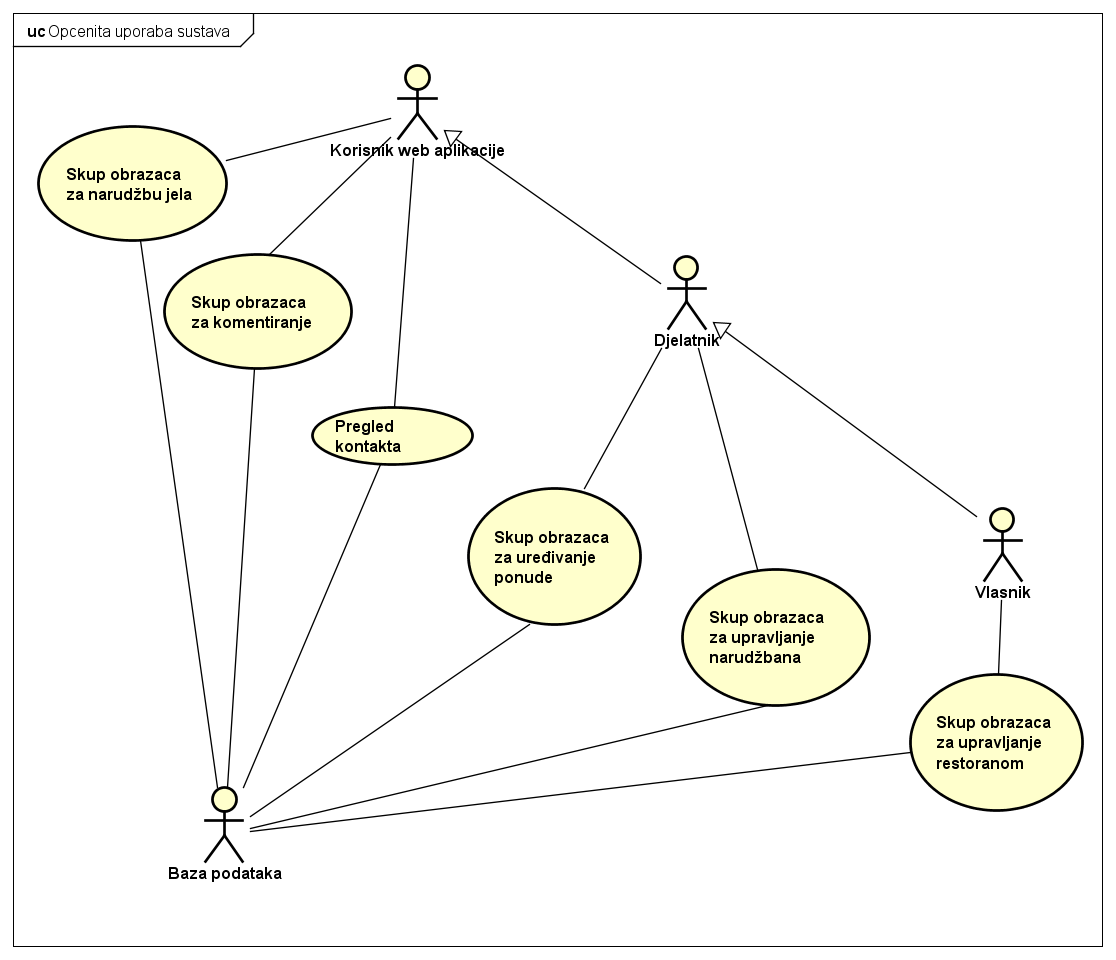 uc Opcenita uporaba sustava
Korisnik web aplikacije
Skup obrazaca
za narudžbu jela
Skup obrazaca
za komentiranje
Djelatnik
Pregled
kontakta
Skup obrazaca
za uređivanje
ponude
Skup obrazaca
za upravljanje
narudžbana
Vlasnik
Skup obrazaca
za upravljanje
restoranom
Baza podataka